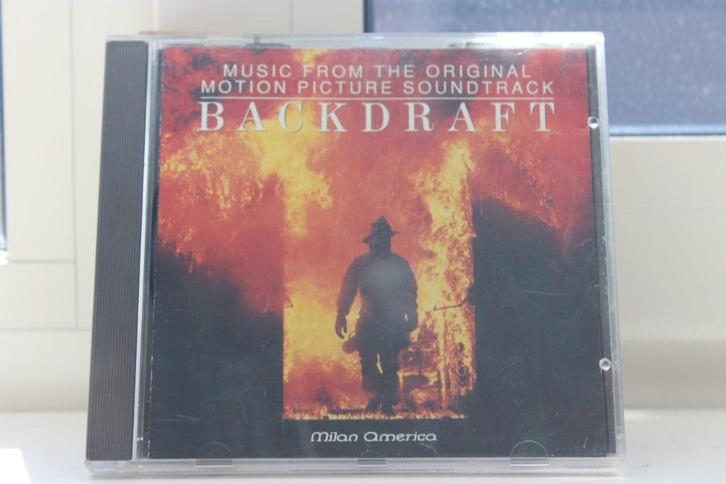 MUSIC FROM THE ORIGINAL
MOTION PICTURE SOUNDTRACK
BACKDRAFT
Milan America